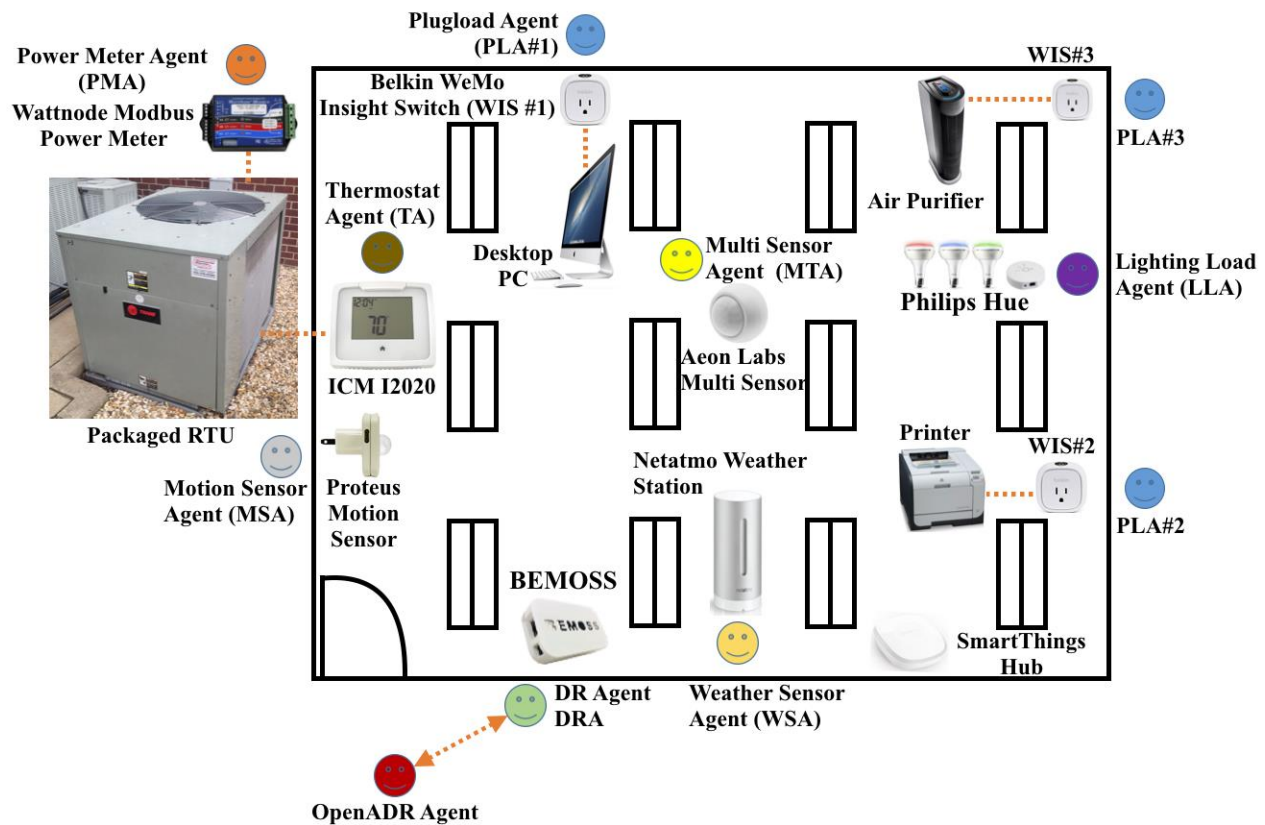 Plugload Agent
(PLA#1)
Power Meter Agent
(PMA)
Wattnode Modbus
Power Meter
Belkin WeMo
Insight Switch (WIS #1)
WIS#3
PLA#3
Air Purifier
Thermostat
Agent (TA)
Desktop
PC
Multi Sensor
Agent (MTA)
Lighting Load
Agent (LLA)
Philips Hue
12:04
70
ICM I2020
Aeon Labs
Multi Sensor
Packaged RTU
Motion Sensor
Agent (MSA)
Proteus
Motion
Sensor
Netatmo Weather
Station
Printer
WIS#2
PLA#2
BEMOSS
BEMOSS
SmartThings
Hub
DR Agent
DRA
Weather Sensor
Agent (WSA)
OpenADR Agent